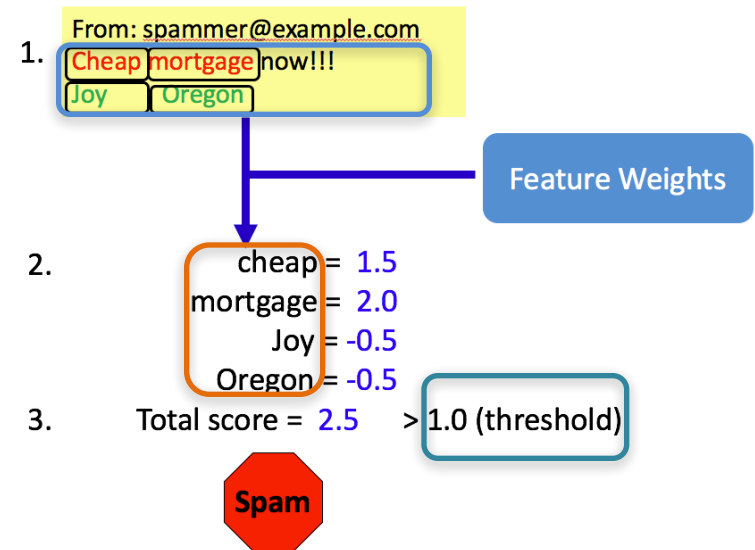 From: spammer@example.com
1.
Cheap mortgage now!!!
Joy Oregon
Feature Weights
2.
cheap = 1.5
mortgage = 2.0
Joy = -0.5
Oregon = -0.5
3. Total score = 2.5 > 1.0 (threshold)
Spam